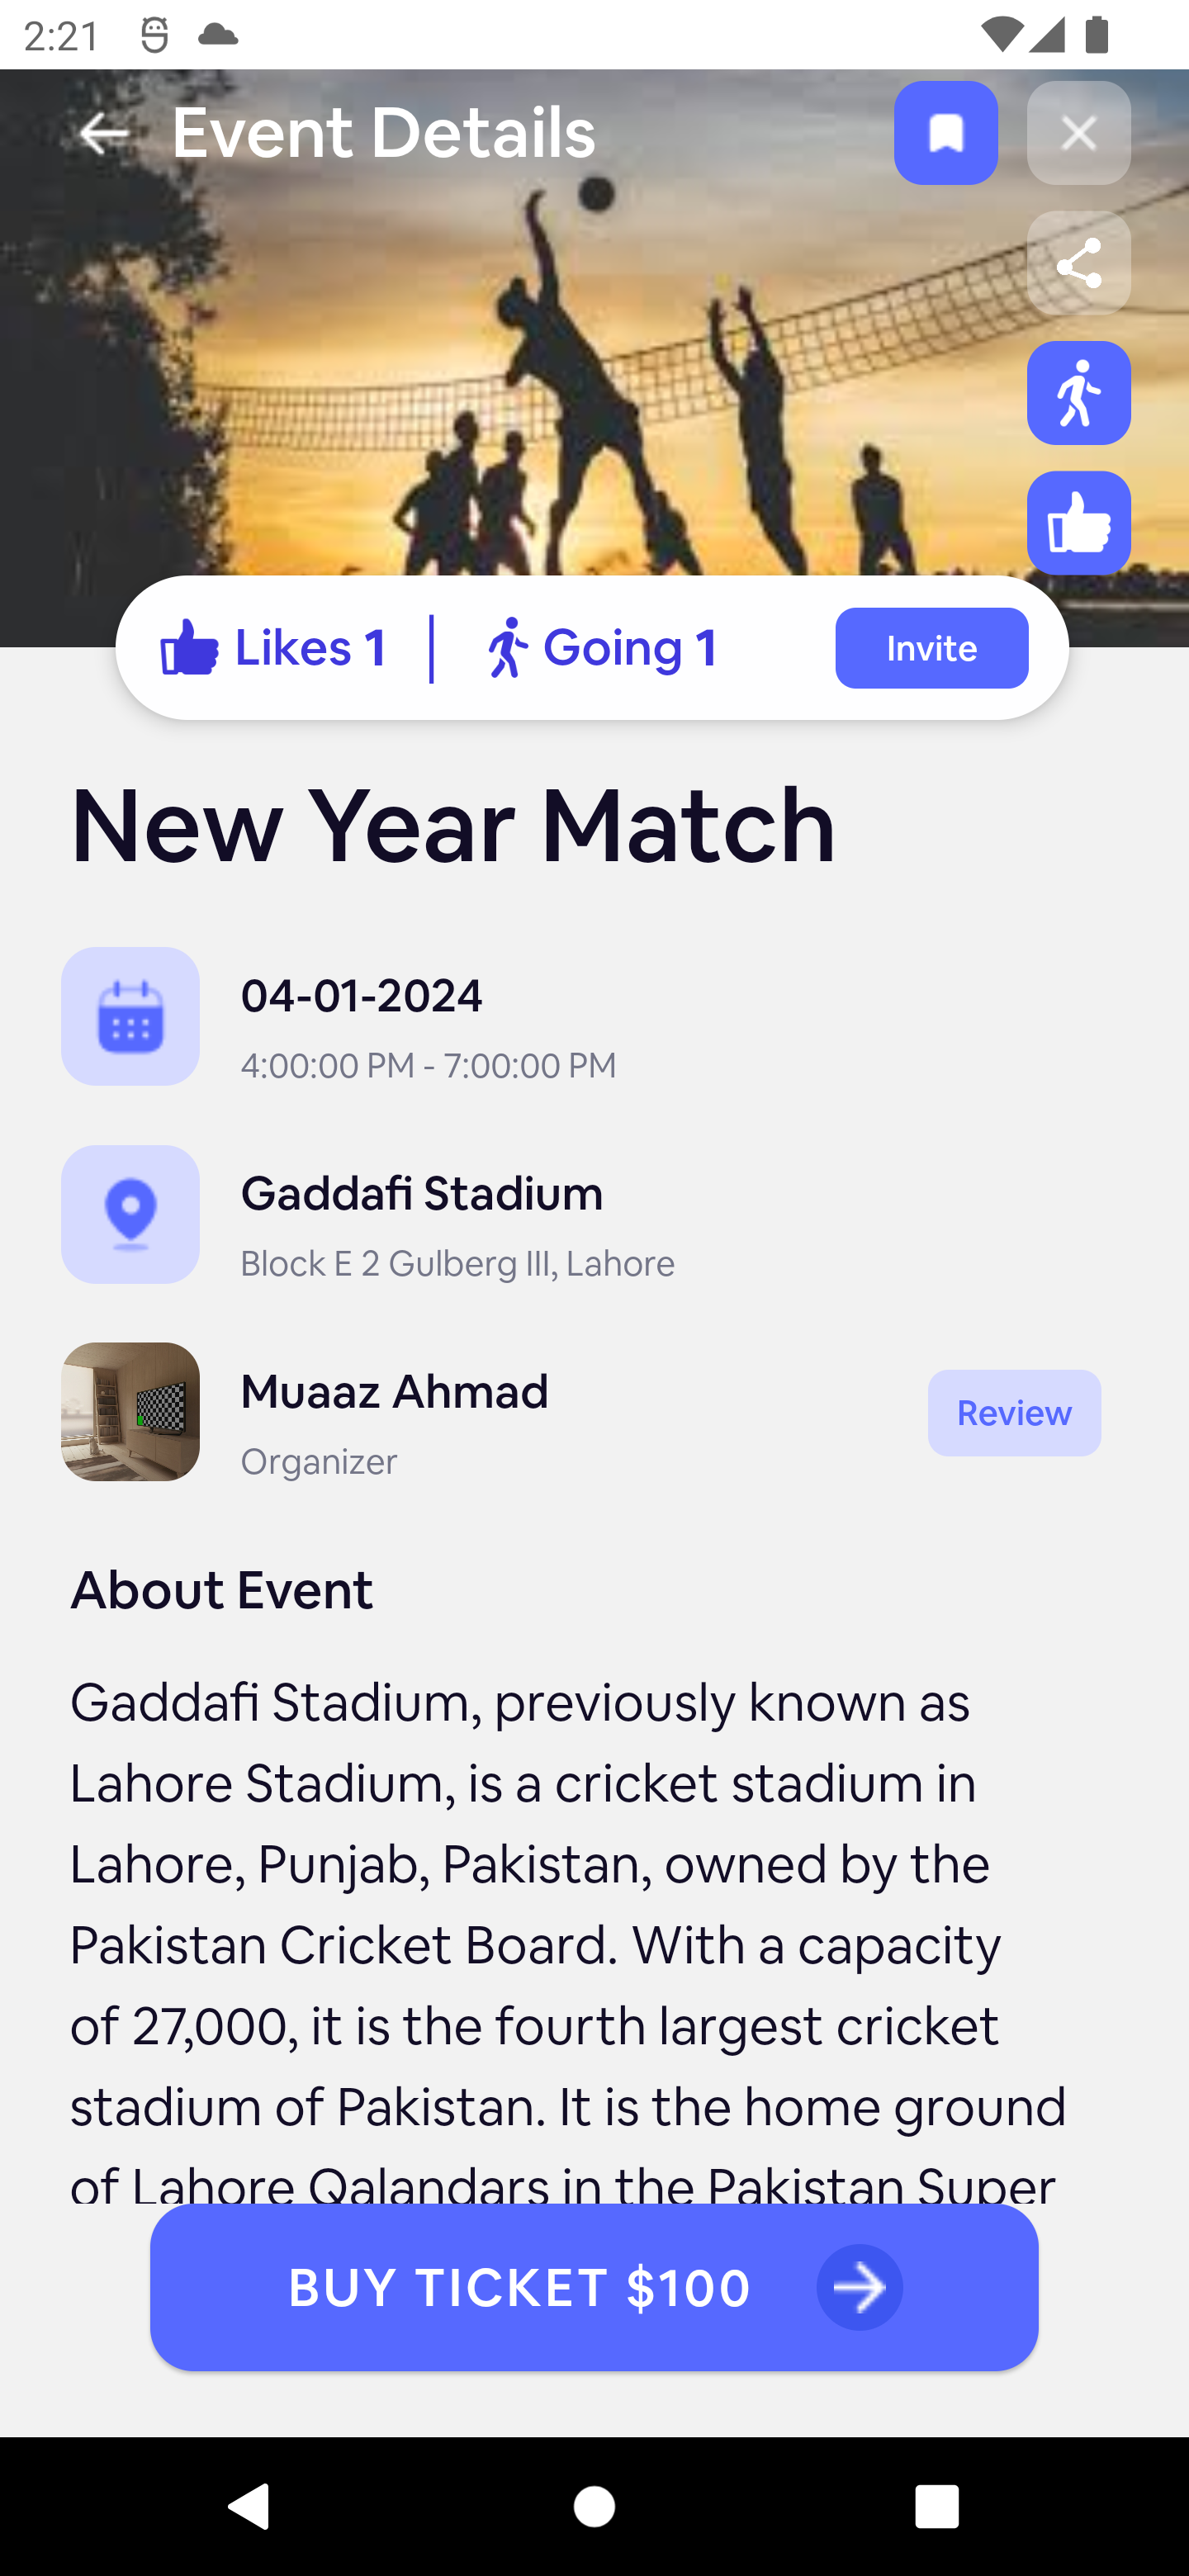 2:21
Event Details
Likes 1
Going 1
Invite
New Year Match
04-01-2024
4:00:00 PM - 7:00:00 PM
Gaddafi Stadium
Block E 2 Gulberg III, Lahore
Muaaz Ahmad
Organizer
Review
About Event
Gaddafi Stadium, previously known as
Lahore Stadium, is a cricket stadium in
Lahore, Punjab, Pakistan, owned by the
Pakistan Cricket Board. With a capacity
of 27,000, it is the fourth largest cricket
stadium of Pakistan. It is the home ground
of Lahore Qalandars in the Pakistan Super
BUY TICKET $100